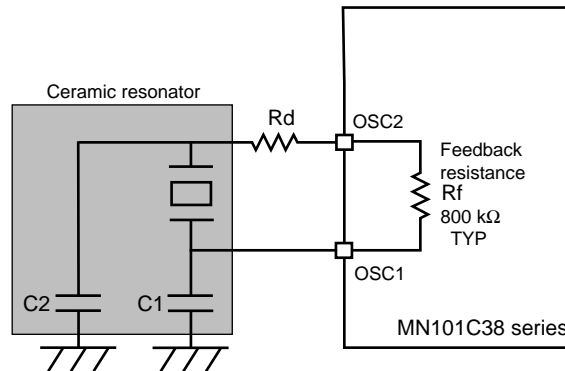 Ceramic resonator
Rd
OSC2
Feedback
resistance
Rf
800 kΩ
TYP
OSC1
C2
C1
MN101C38 series